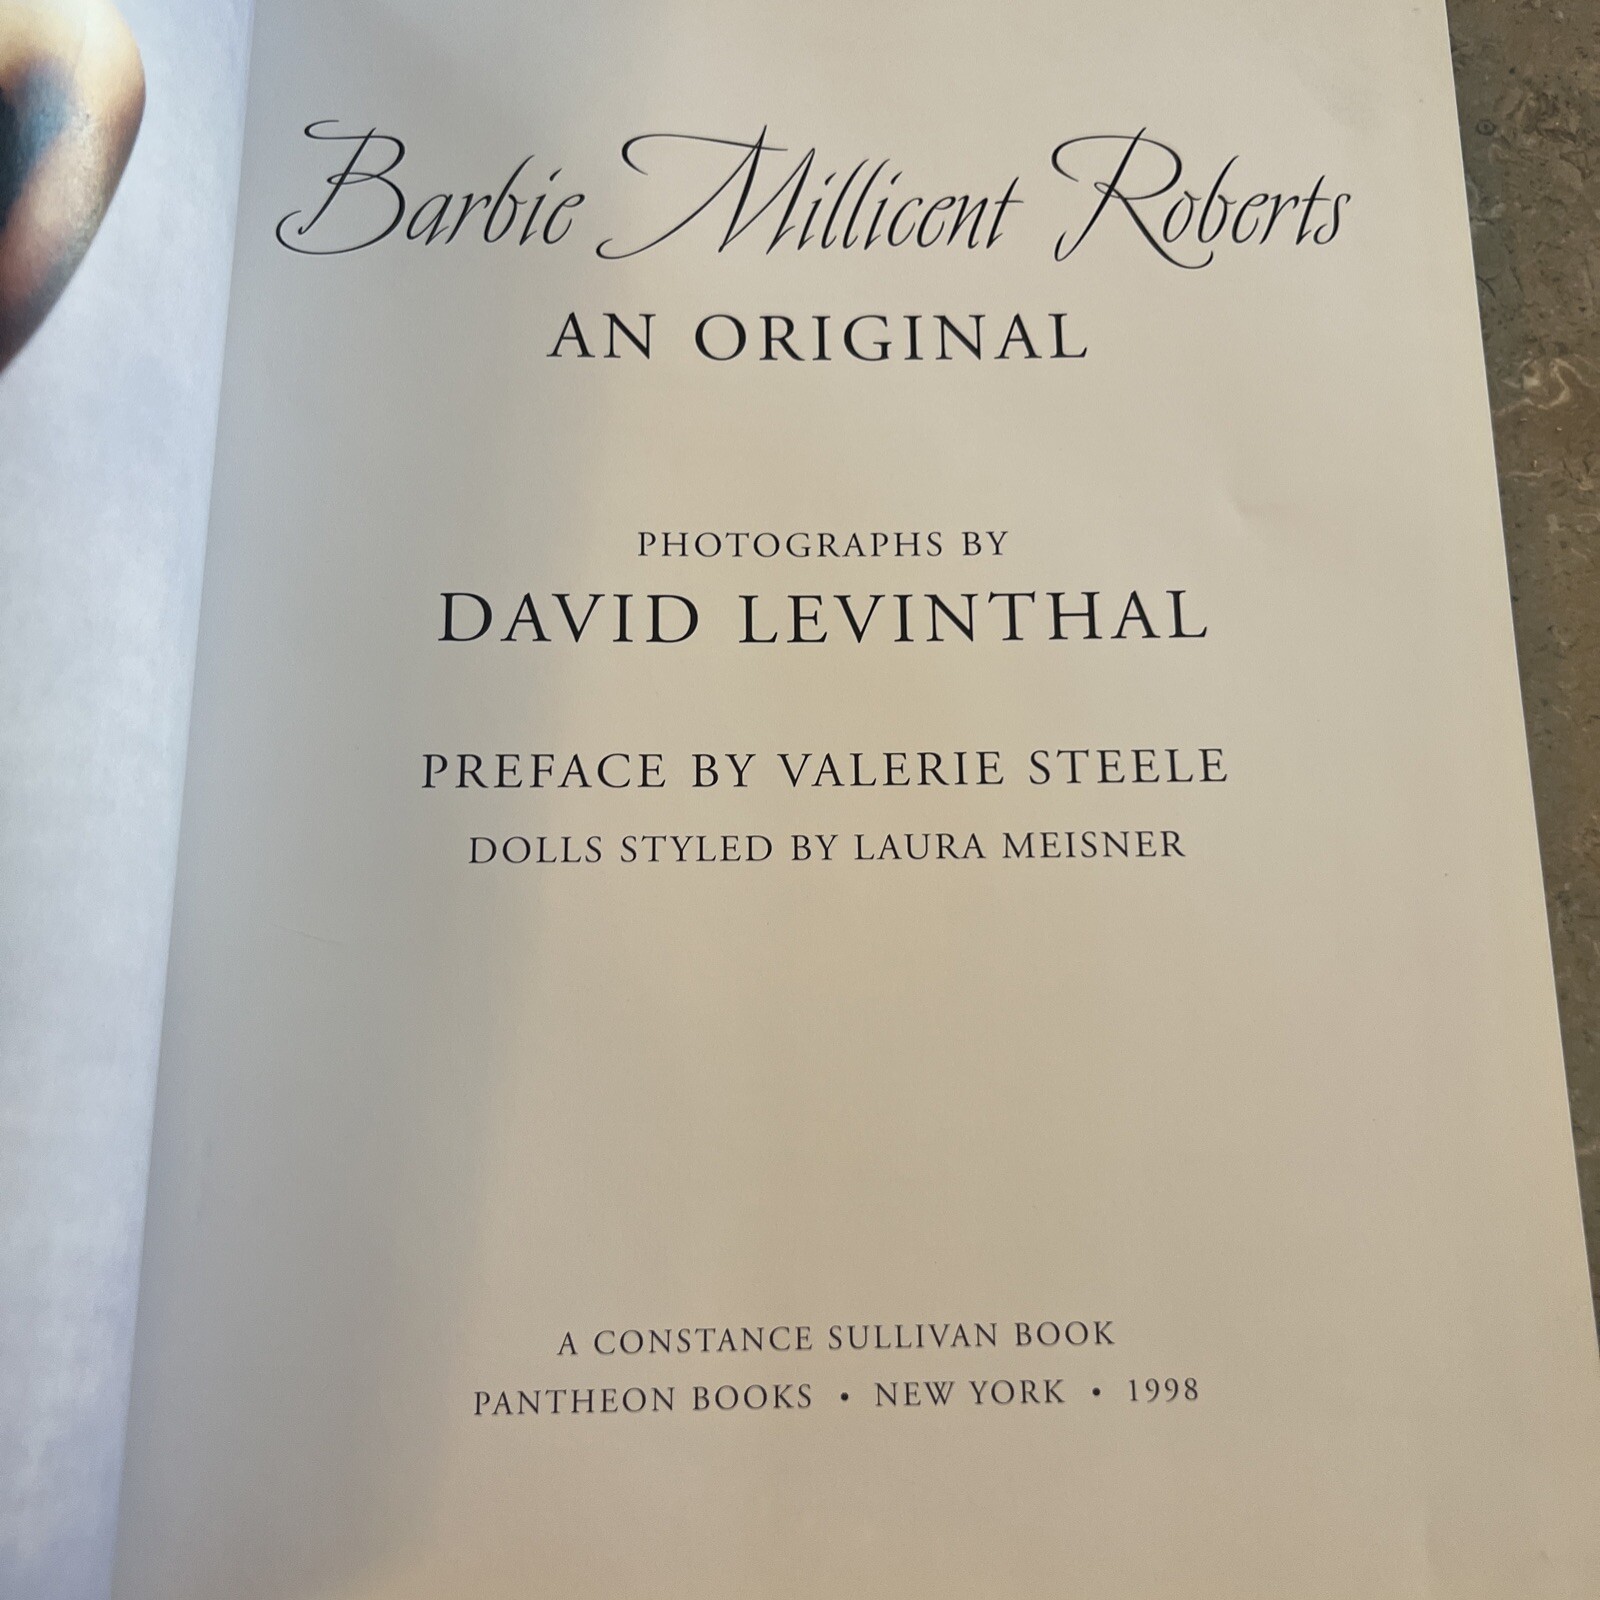 Barbie Millicent Roberts
AN ORIGINAL
PHOTOGRAPHS BY
DAVID LEVINTHAL
PREFACE BY VALERIE STEELE
DOLLS STYLED BY LAURA MEISNER
A CONSTANCE SULLIVAN BOOK
PANTHEON BOOKS • NEW YORK • 1998